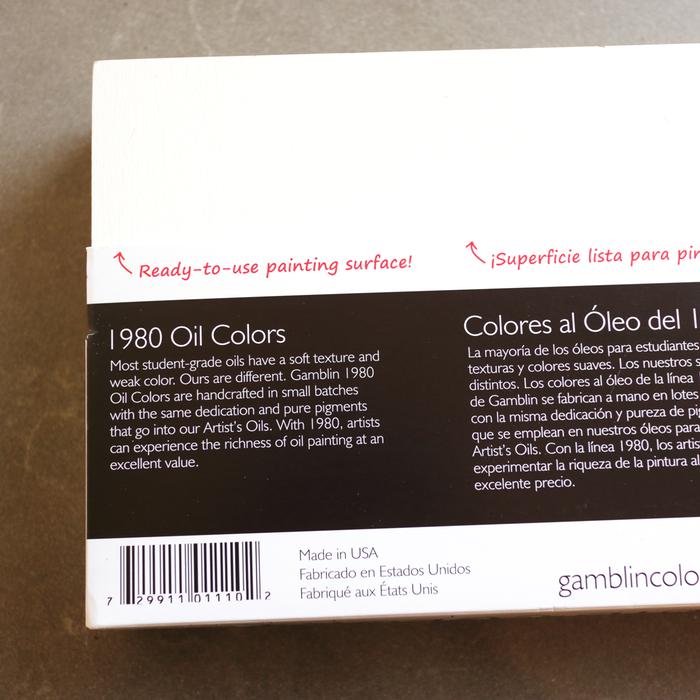 Ready-to-use painting surface!
¡Superficie lista para
1980 Oil Colors
Most student-grade oils have a soft texture and
weak color. Ours are different. Gamblin 1980
Oil Colors are handcrafted in small batches
with the same dedication and pure pigments
that go into our Artist's Oils. With 1980, artists
can experience the richness of oil painting at an
excellent value.
Colores al Óleo del
La mayoría de los óleos para estudiantes
texturas y colores suaves. Los nuestros
distintos. Los colores al óleo de la línea
de Gamblin se fabrican a mano en lotes
con la misma dedicación y pureza de
que se emplean en nuestros óleos para
Artist's Oils. Con la línea 1980, los
experimentar la riqueza de la pintura al
excelente precio.
7 29911 01110 2
Made in USA
Fabricado en Estados Unidos
Fabriqué aux États Unis
gamblincolo